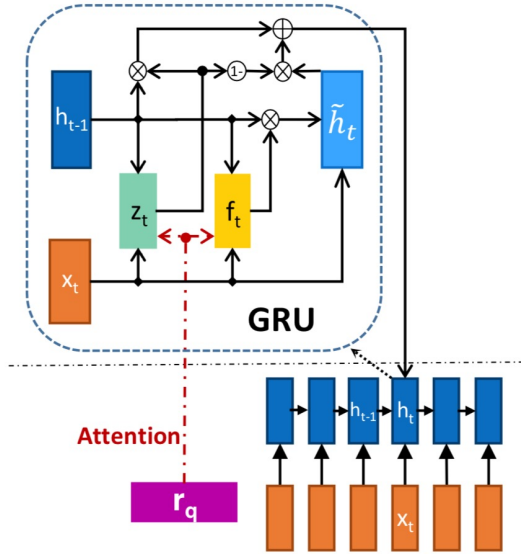 1-
h_{t-1}
h̃_t
z_t
f_t
x_t
GRU
Attention
h_{t-1}
h_t
r_q
x_t